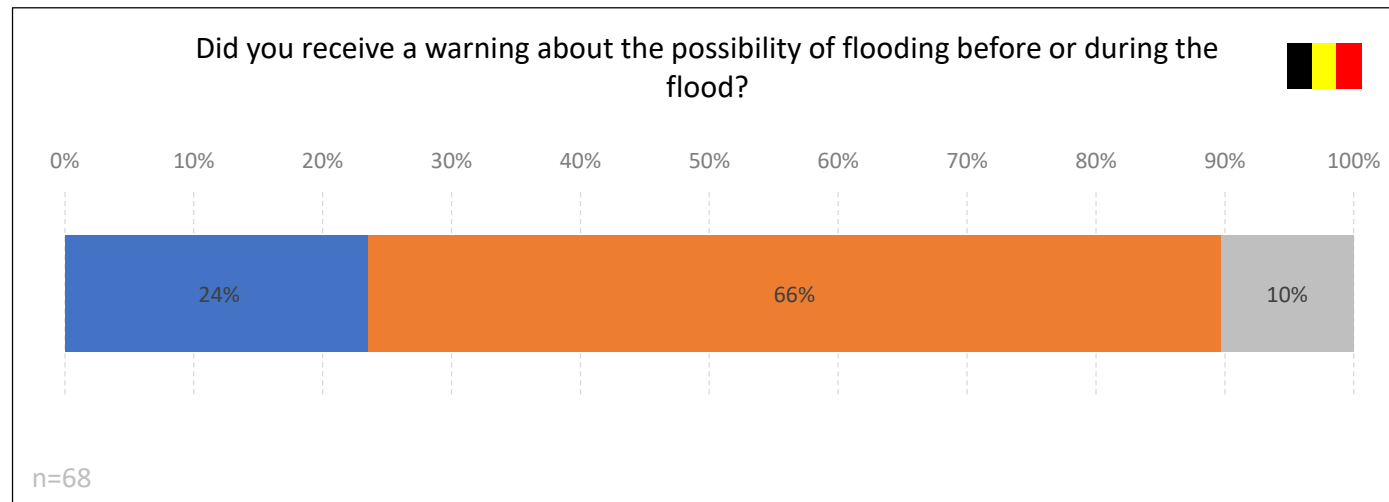 Did you receive a warning about the possibility of flooding before or during the
flood?
0% 10% 20% 30% 40% 50% 60% 70% 80% 90% 100%
24% 66% 10%
n=68